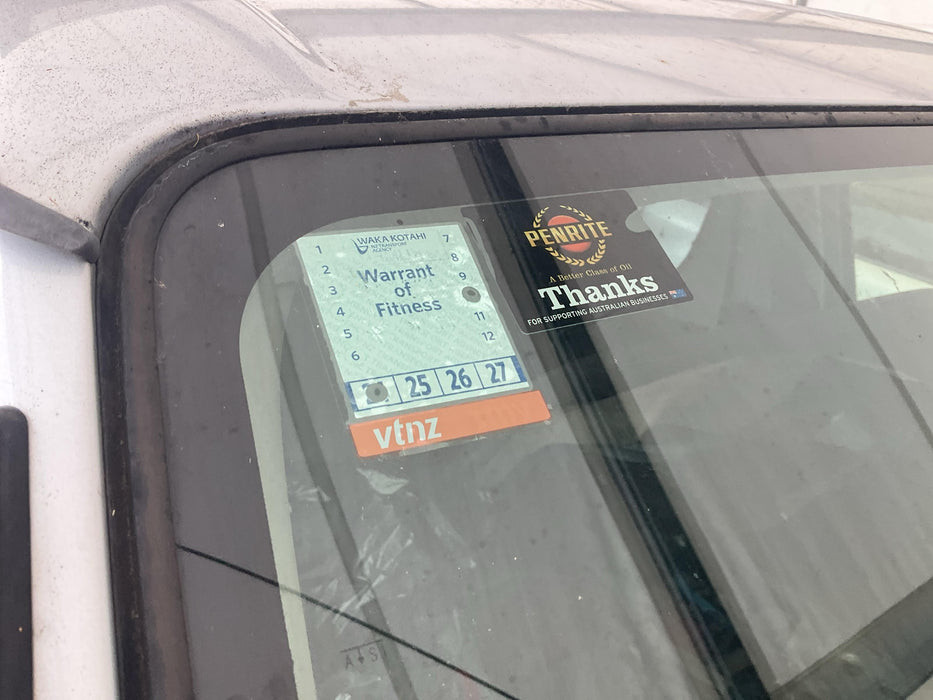 WAKA KOTAHI
NZ TRANSPORT
AGENCY
Warrant
of
Fitness
1
2
3
4
5
6
7
8
9
11
12
25 26 27
vtnz
PENRITE
A Better Class of Oil
Thanks
FOR SUPPORTING AUSTRALIAN BUSINESSES
A S